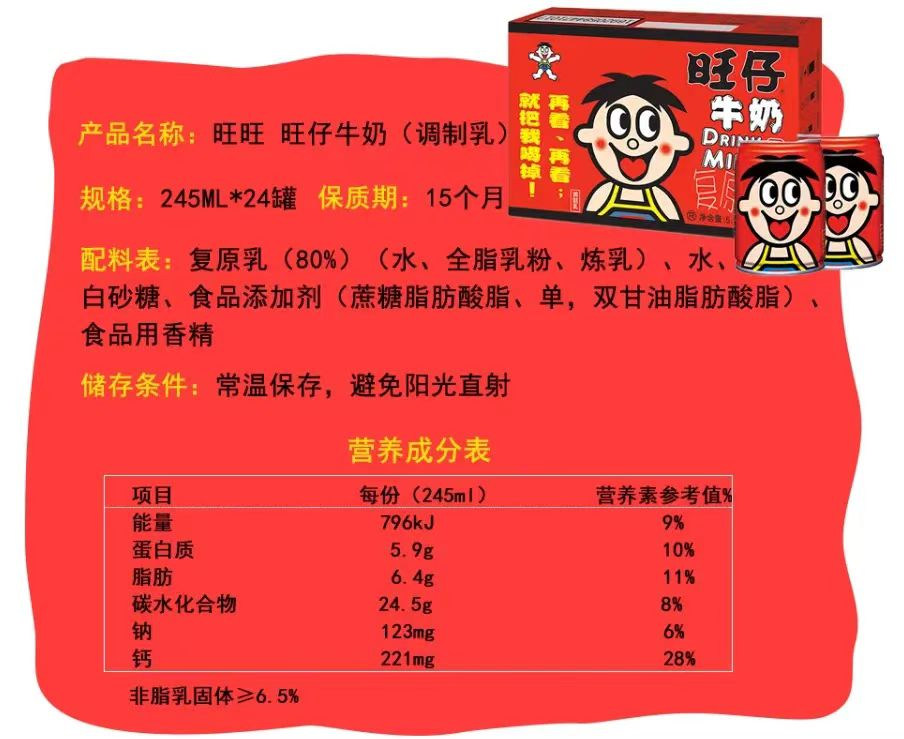 旺仔
牛奶
再看、再看；
就把我喝掉！
复原
净含量
产品名称：旺旺 旺仔牛奶（调制乳）
规格：245ML*24罐 保质期：15个月
配料表：复原乳（80%）（水、全脂乳粉、炼乳）、水、
白砂糖、食品添加剂（蔗糖脂肪酸脂、单，双甘油脂肪酸脂）、
食品用香精
储存条件：常温保存，避免阳光直射
营养成分表
项目 每份（245ml） 营养素参考值%
能量 796kJ 9%
蛋白质 5.9g 10%
脂肪 6.4g 11%
碳水化合物 24.5g 8%
钠 123mg 6%
钙 221mg 28%
非脂乳固体≥6.5%